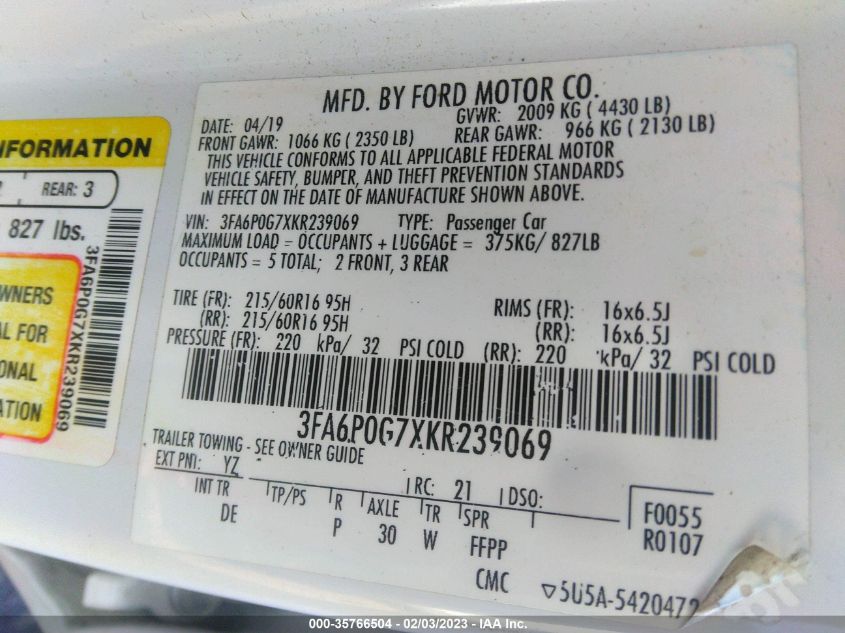 NFORMATION
REAR: 3
827 lbs.
3FA6P0G7XKR239069
WNERS
AL FOR
ONAL
ATION
MFD. BY FORD MOTOR CO.
DATE: 04/19 GVWR: 2009 KG ( 4430 LB)
FRONT GAWR: 1066 KG ( 2350 LB) REAR GAWR: 966 KG ( 2130 LB)
THIS VEHICLE CONFORMS TO ALL APPLICABLE FEDERAL MOTOR
VEHICLE SAFETY, BUMPER, AND THEFT PREVENTION STANDARDS
IN EFFECT ON THE DATE OF MANUFACTURE SHOWN ABOVE.
VIN: 3FA6P0G7XKR239069 TYPE: Passenger Car
MAXIMUM LOAD = OCCUPANTS + LUGGAGE = 375KG/ 827LB
OCCUPANTS = 5 TOTAL; 2 FRONT, 3 REAR
TIRE (FR): 215/60R16 95H RIMS (FR): 16x6.5J
(RR): 215/60R16 95H (RR): 16x6.5J
PRESSURE (FR): 220 kPa/ 32 PSI COLD (RR): 220 kPa/ 32 PSI COLD
3FA6P0G7XKR239069
TRAILER TOWING - SEE OWNER GUIDE
EXT PNT: YZ RC: 21 DSO:
INT TR TP/PS R AXLE TR SPR F0055
DE P 30 W FFPP R0107
CMC ▽5U5A-5420472
000-35766504 - 02/03/2023 - IAA Inc.